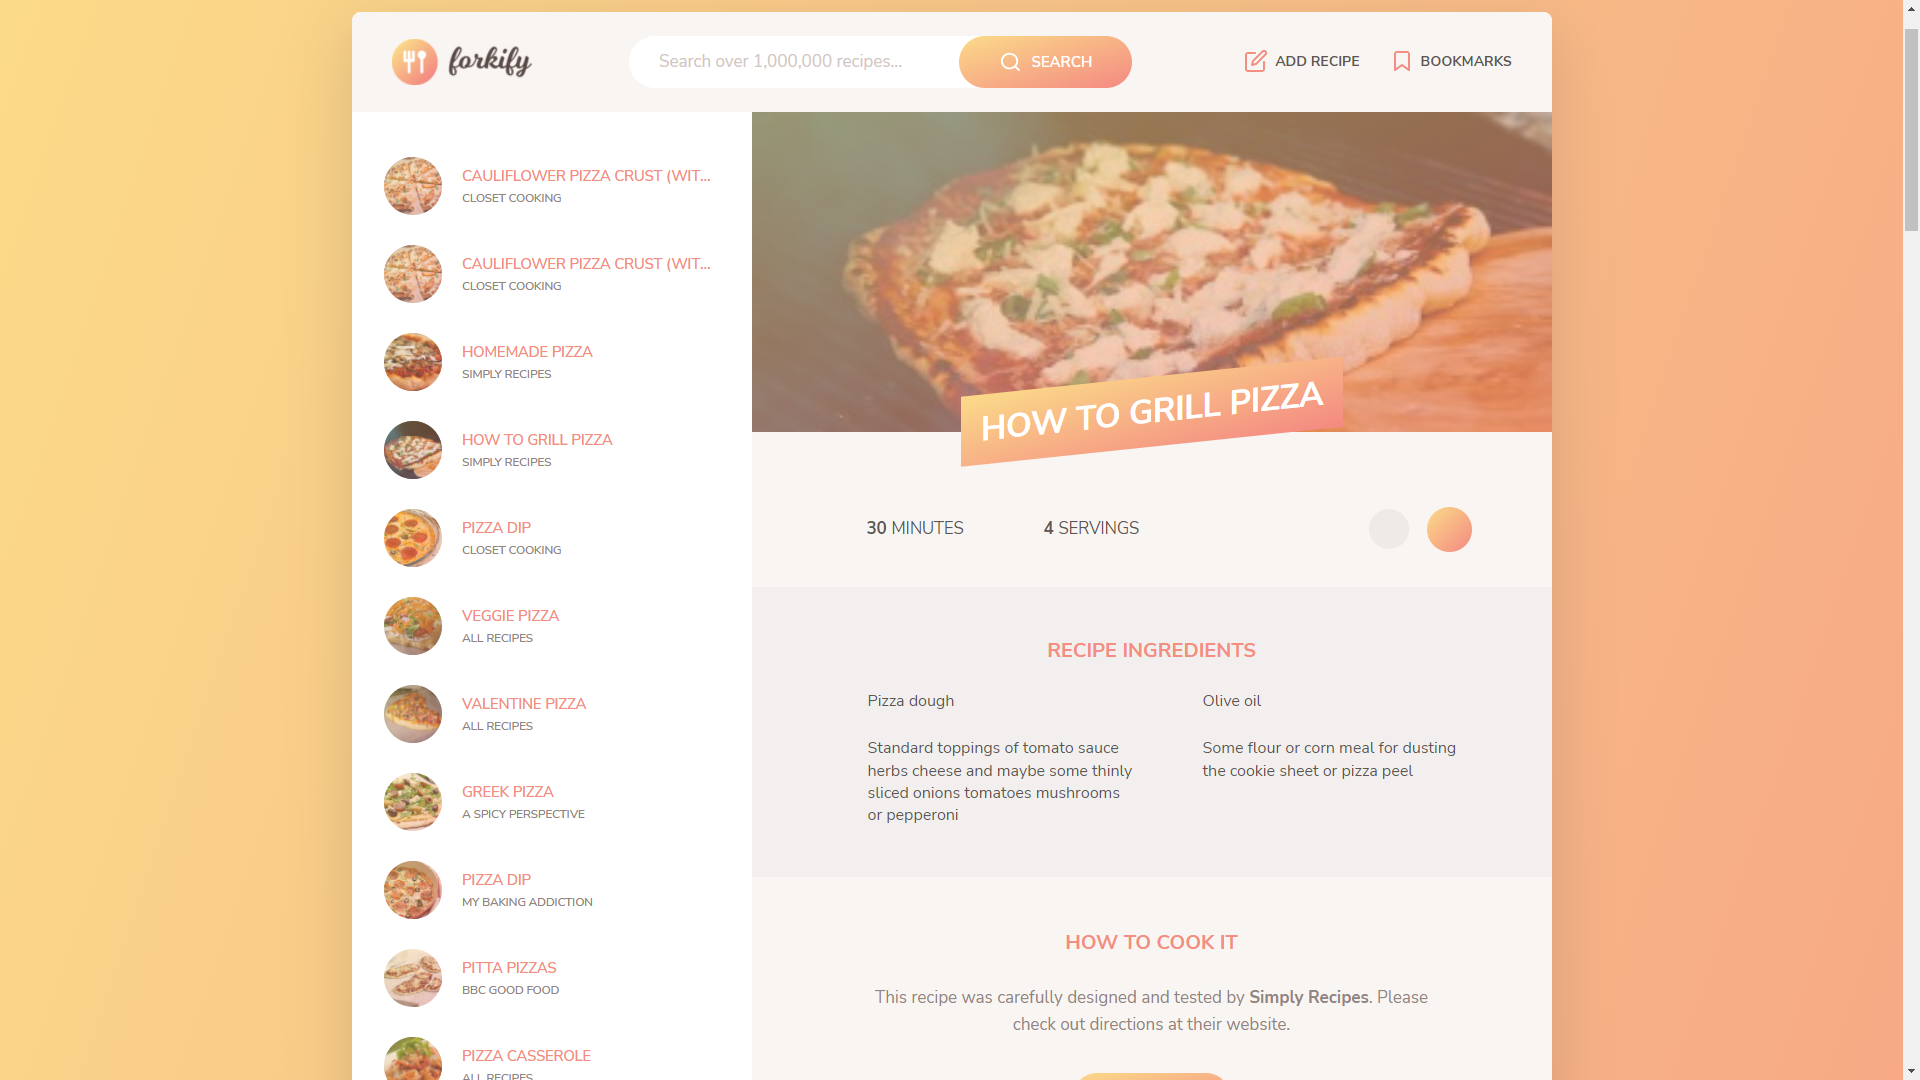 forkify
Search over 1,000,000 recipes...
SEARCH
ADD RECIPE
BOOKMARKS
CAULIFLOWER PIZZA CRUST (WIT...
CLOSET COOKING
CAULIFLOWER PIZZA CRUST (WIT...
CLOSET COOKING
HOMEMADE PIZZA
SIMPLY RECIPES
HOW TO GRILL PIZZA
SIMPLY RECIPES
PIZZA DIP
CLOSET COOKING
VEGGIE PIZZA
ALL RECIPES
VALENTINE PIZZA
ALL RECIPES
GREEK PIZZA
A SPICY PERSPECTIVE
PIZZA DIP
MY BAKING ADDICTION
PITTA PIZZAS
BBC GOOD FOOD
PIZZA CASSEROLE
ALL RECIPES
HOW TO GRILL PIZZA
30 MINUTES
4 SERVINGS
RECIPE INGREDIENTS
Pizza dough
Olive oil
Standard toppings of tomato sauce
herbs cheese and maybe some thinly
sliced onions tomatoes mushrooms
or pepperoni
Some flour or corn meal for dusting
the cookie sheet or pizza peel
HOW TO COOK IT
This recipe was carefully designed and tested by Simply Recipes. Please
check out directions at their website.